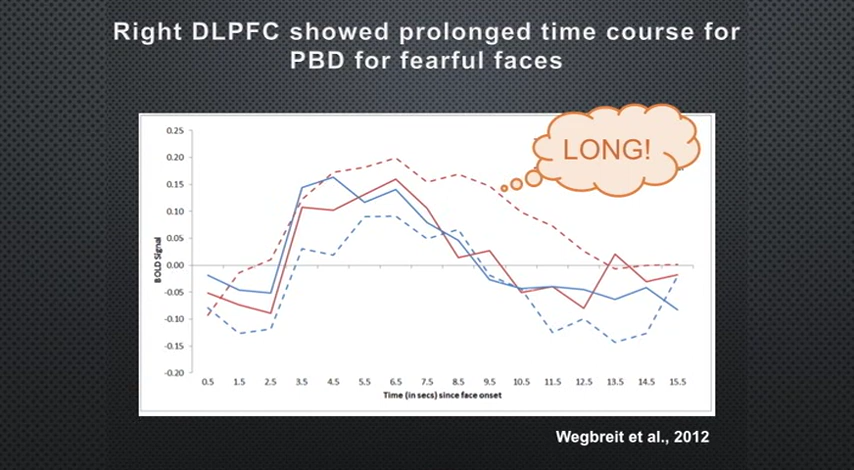 Right DLPFC showed prolonged time course for
PBD for fearful faces
LONG!
0.25
0.20
0.15
0.10
0.05
0.00
-0.05
-0.10
-0.15
-0.20
BOLD Signal
0.5 1.5 2.5 3.5 4.5 5.5 6.5 7.5 8.5 9.5 10.5 11.5 12.5 13.5 14.5 15.5
Time (in secs) since face onset
Wegbreit et al., 2012